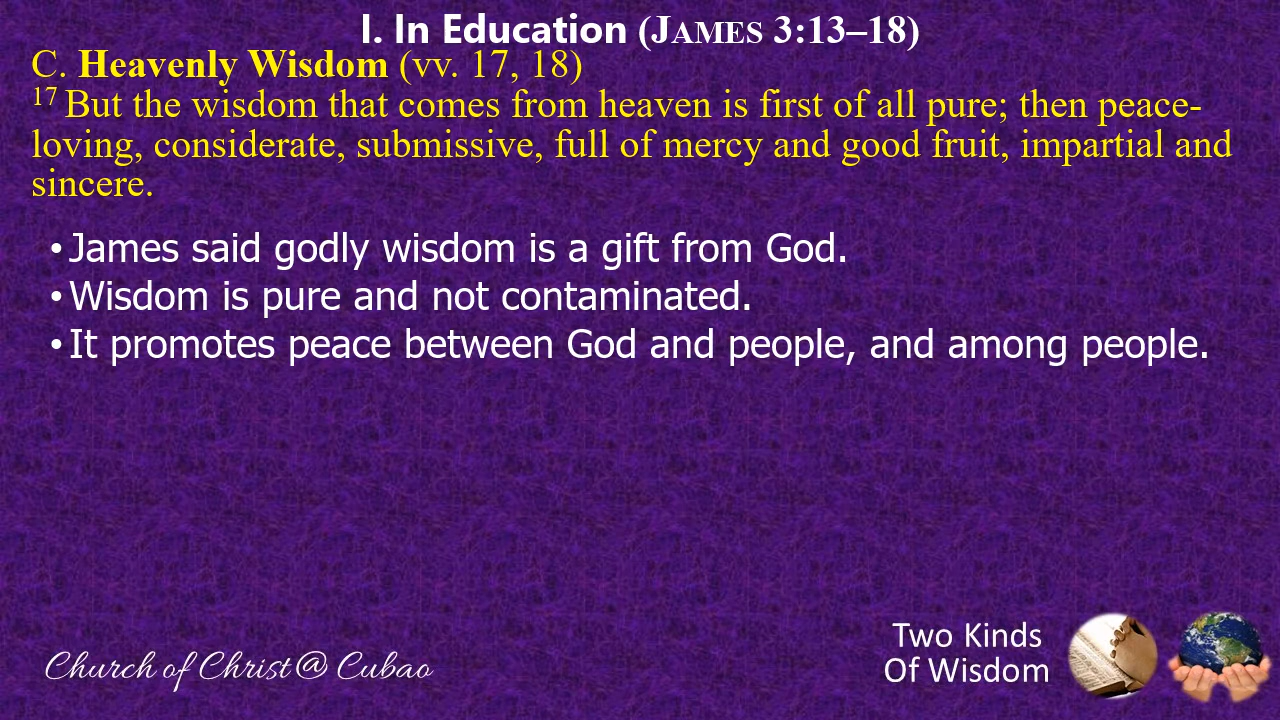 I. In Education (JAMES 3:13–18)
C. Heavenly Wisdom (vv. 17, 18)
17 But the wisdom that comes from heaven is first of all pure; then peace-
loving, considerate, submissive, full of mercy and good fruit, impartial and
sincere.
• James said godly wisdom is a gift from God.
• Wisdom is pure and not contaminated.
• It promotes peace between God and people, and among people.
Church of Christ @ Cubao
Two Kinds
Of Wisdom